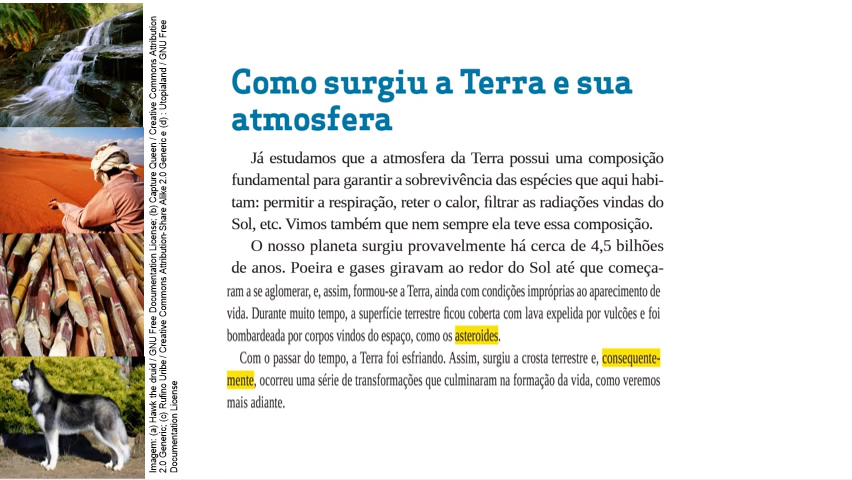 Imagem: (a) Hawk the druid / GNU Free Documentation License; (b) Capture Queen / Creative Commons Attribution
2.0 Generic; (c) Rufino Uribe / Creative Commons Attribution-Share Alike 2.0 Generic e (d) : Utopialand / GNU Free
Documentation License
Como surgiu a Terra e sua
atmosfera
Já estudamos que a atmosfera da Terra possui uma composição
fundamental para garantir a sobrevivência das espécies que aqui habi-
tam: permitir a respiração, reter o calor, filtrar as radiações vindas do
Sol, etc. Vimos também que nem sempre ela teve essa composição.
O nosso planeta surgiu provavelmente há cerca de 4,5 bilhões
de anos. Poeira e gases giravam ao redor do Sol até que começa-
ram a se aglomerar, e, assim, formou-se a Terra, ainda com condições impróprias ao aparecimento de
vida. Durante muito tempo, a superfície terrestre ficou coberta com lava expelida por vulcões e foi
bombardeada por corpos vindos do espaço, como os asteroides.
Com o passar do tempo, a Terra foi esfriando. Assim, surgiu a crosta terrestre e, consequente-
mente, ocorreu uma série de transformações que culminaram na formação da vida, como veremos
mais adiante.